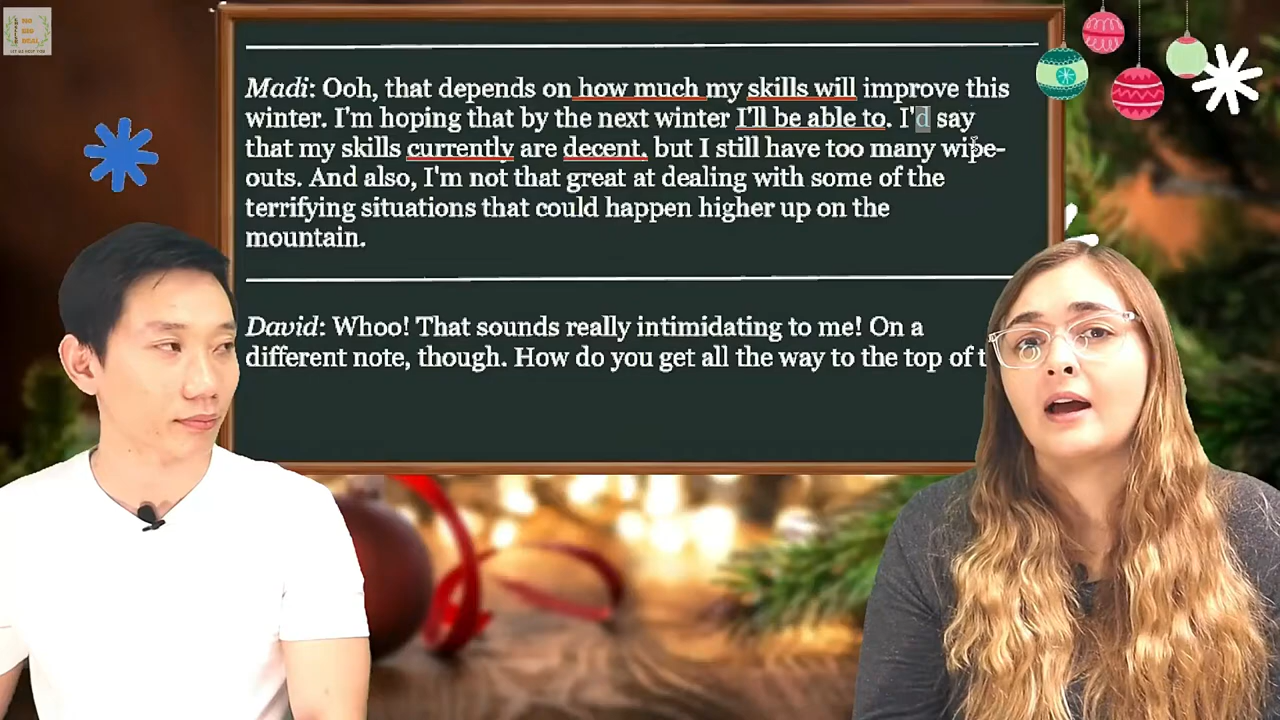 Madi: Ooh, that depends on how much my skills will improve this
winter. I'm hoping that by the next winter I'll be able to. I'd say
that my skills currently are decent, but I still have too many wipe-
outs. And also, I'm not that great at dealing with some of the
terrifying situations that could happen higher up on the
mountain.
David: Whoo! That sounds really intimidating to me! On a
different note, though. How do you get all the way to the top of t